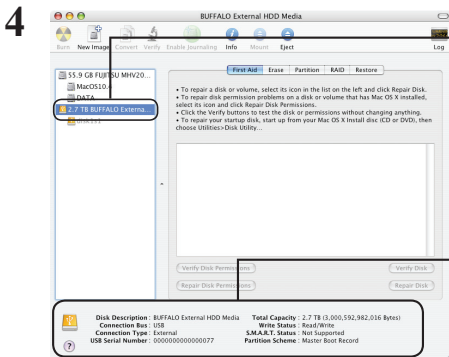 4
BUFFALO External HDD Media
Burn New Image Convert Verify Enable Journaling Info Mount Eject Log
55.9 GB FUJITSU MHV20...
MacOS10.
DATA
2.7 TB BUFFALO Externa...
disk1s1
First Aid Erase Partition RAID Restore
• To repair a disk or volume, select its icon in the list on the left and click Repair Disk.
• To repair disk permission problems on a disk or volume that has Mac OS X installed,
select its icon and click Repair Disk Permissions.
• Click the Verify buttons to test the disk or permissions without changing anything.
• To repair your startup disk, start up from your Mac OS X Install disc (CD or DVD), then
choose Utilities>Disk Utility...
Verify Disk Permissions Verify Disk
Repair Disk Permissions Repair Disk
Disk Description : BUFFALO External HDD Media Total Capacity : 2.7 TB (3,000,592,982,016 Bytes)
Connection Bus : USB Write Status : Read/Write
Connection Type : External S.M.A.R.T. Status : Not Supported
USB Serial Number : 0000000000000077 Partition Scheme : Master Boot Record
?